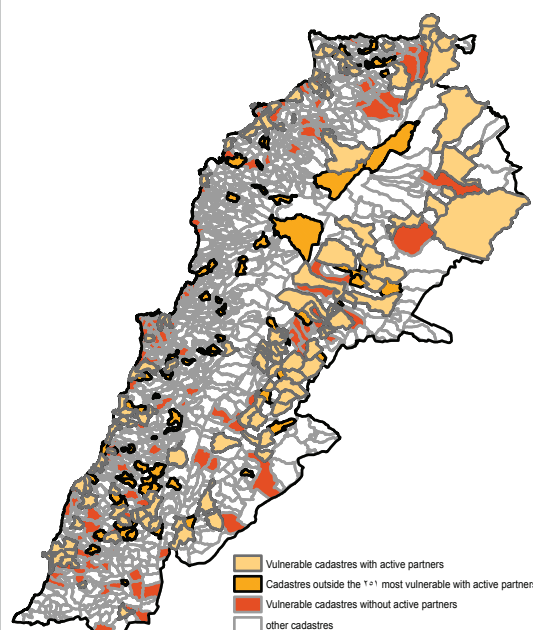 Vulnerable cadastres with active partners
Cadastres outside the ٢٥١ most vulnerable with active partners
Vulnerable cadastres without active partners
other cadastres